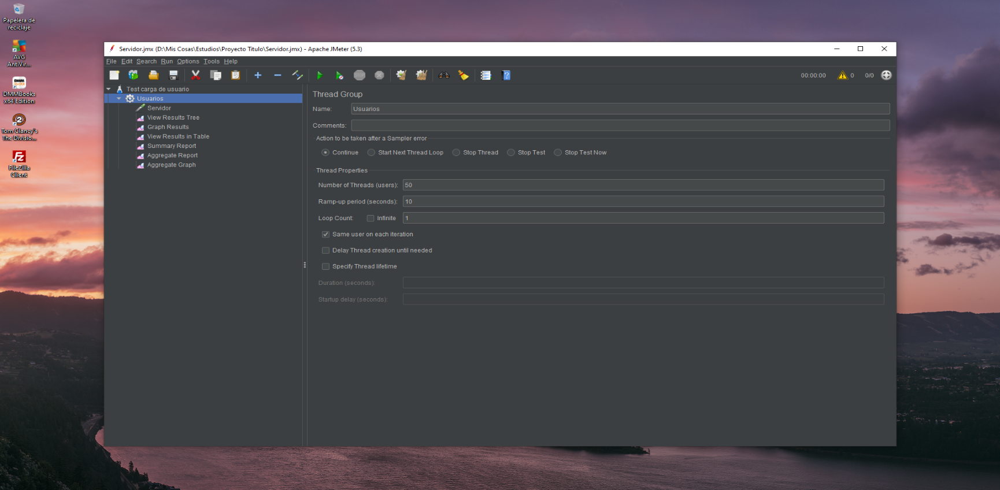 Papelera de
reciclaje
AVG
AntiVir...
DMMBooks
x64 Edition
Tom Clancy's
The Divisio...
FileZilla
Client
Servidor.jmx (D:\Mis Cosas\Estudios\Proyecto Titulo\Servidor.jmx) - Apache JMeter (5.3)
File Edit Search Run Options Tools Help
STOP
00:00:00 0 0/0
Test carga de usuario
Usuarios
Servidor
View Results Tree
Graph Results
View Results in Table
Summary Report
Aggregate Report
Aggregate Graph
Thread Group
Name: Usuarios
Comments:
Action to be taken after a Sampler error
Continue Start Next Thread Loop Stop Thread Stop Test Stop Test Now
Thread Properties
Number of Threads (users): 50
Ramp-up period (seconds): 10
Loop Count: Infinite 1
Same user on each iteration
Delay Thread creation until needed
Specify Thread lifetime
Duration (seconds):
Startup delay (seconds):